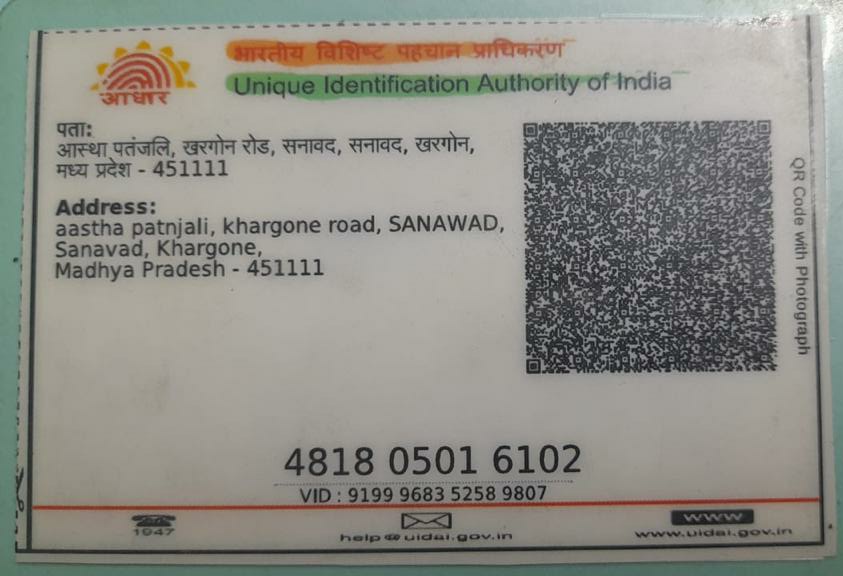 भारतीय विशिष्ट पहचान प्राधिकरण
Unique Identification Authority of India
आधार
पता:
आस्था पतंजलि, खरगोन रोड, सनावद, सनावद, खरगोन,
मध्य प्रदेश - 451111
Address:
aastha patnjali, khargone road, SANAWAD,
Sanavad, Khargone,
Madhya Pradesh - 451111
QR Code with Photograph
4818 0501 6102
VID : 9199 9683 5258 9807
1947
help@uidai.gov.in
www
www.uidai.gov.in